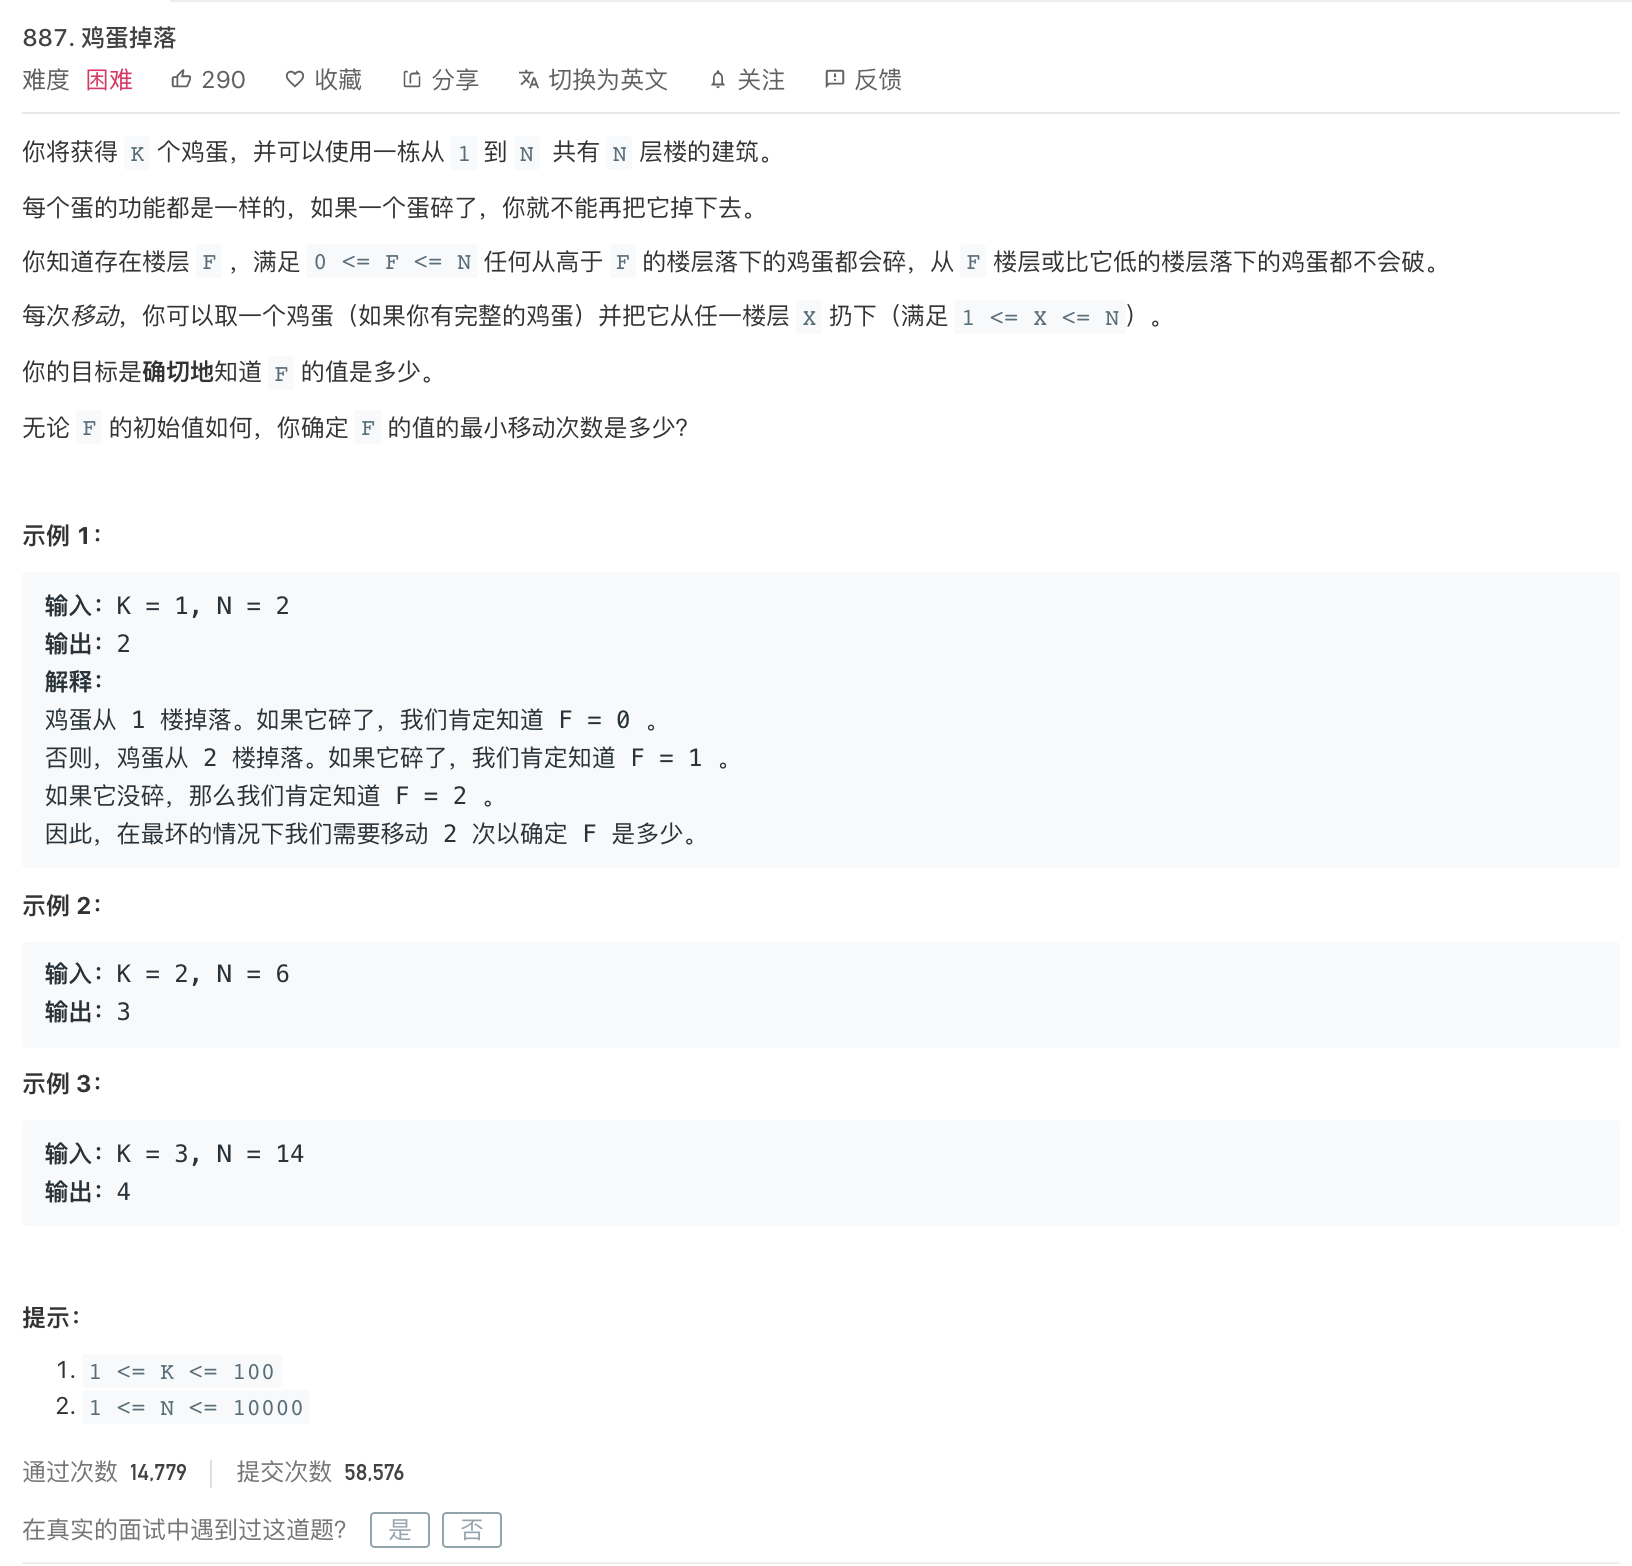 887. 鸡蛋掉落
难度 困难 290 收藏 分享 切换为英文 关注 反馈
你将获得 K 个鸡蛋，并可以使用一栋从 1 到 N 共有 N 层楼的建筑。
每个蛋的功能都是一样的，如果一个蛋碎了，你就不能再把它掉下去。
你知道存在楼层 F ，满足 0 <= F <= N 任何从高于 F 的楼层落下的鸡蛋都会碎，从 F 楼层或比它低的楼层落下的鸡蛋都不会破。
每次移动，你可以取一个鸡蛋（如果你有完整的鸡蛋）并把它从任一楼层 X 扔下（满足 1 <= X <= N）。
你的目标是确切地知道 F 的值是多少。
无论 F 的初始值如何，你确定 F 的值的最小移动次数是多少？
示例 1：
输入：K = 1, N = 2
输出：2
解释：
鸡蛋从 1 楼掉落。如果它碎了，我们肯定知道 F = 0 。
否则，鸡蛋从 2 楼掉落。如果它碎了，我们肯定知道 F = 1 。
如果它没碎，那么我们肯定知道 F = 2 。
因此，在最坏的情况下我们需要移动 2 次以确定 F 是多少。
示例 2：
输入：K = 2, N = 6
输出：3
示例 3：
输入：K = 3, N = 14
输出：4
提示：
1. 1 <= K <= 100
2. 1 <= N <= 10000
通过次数 14,779 提交次数 58,576
在真实的面试中遇到过这道题？ 是 否